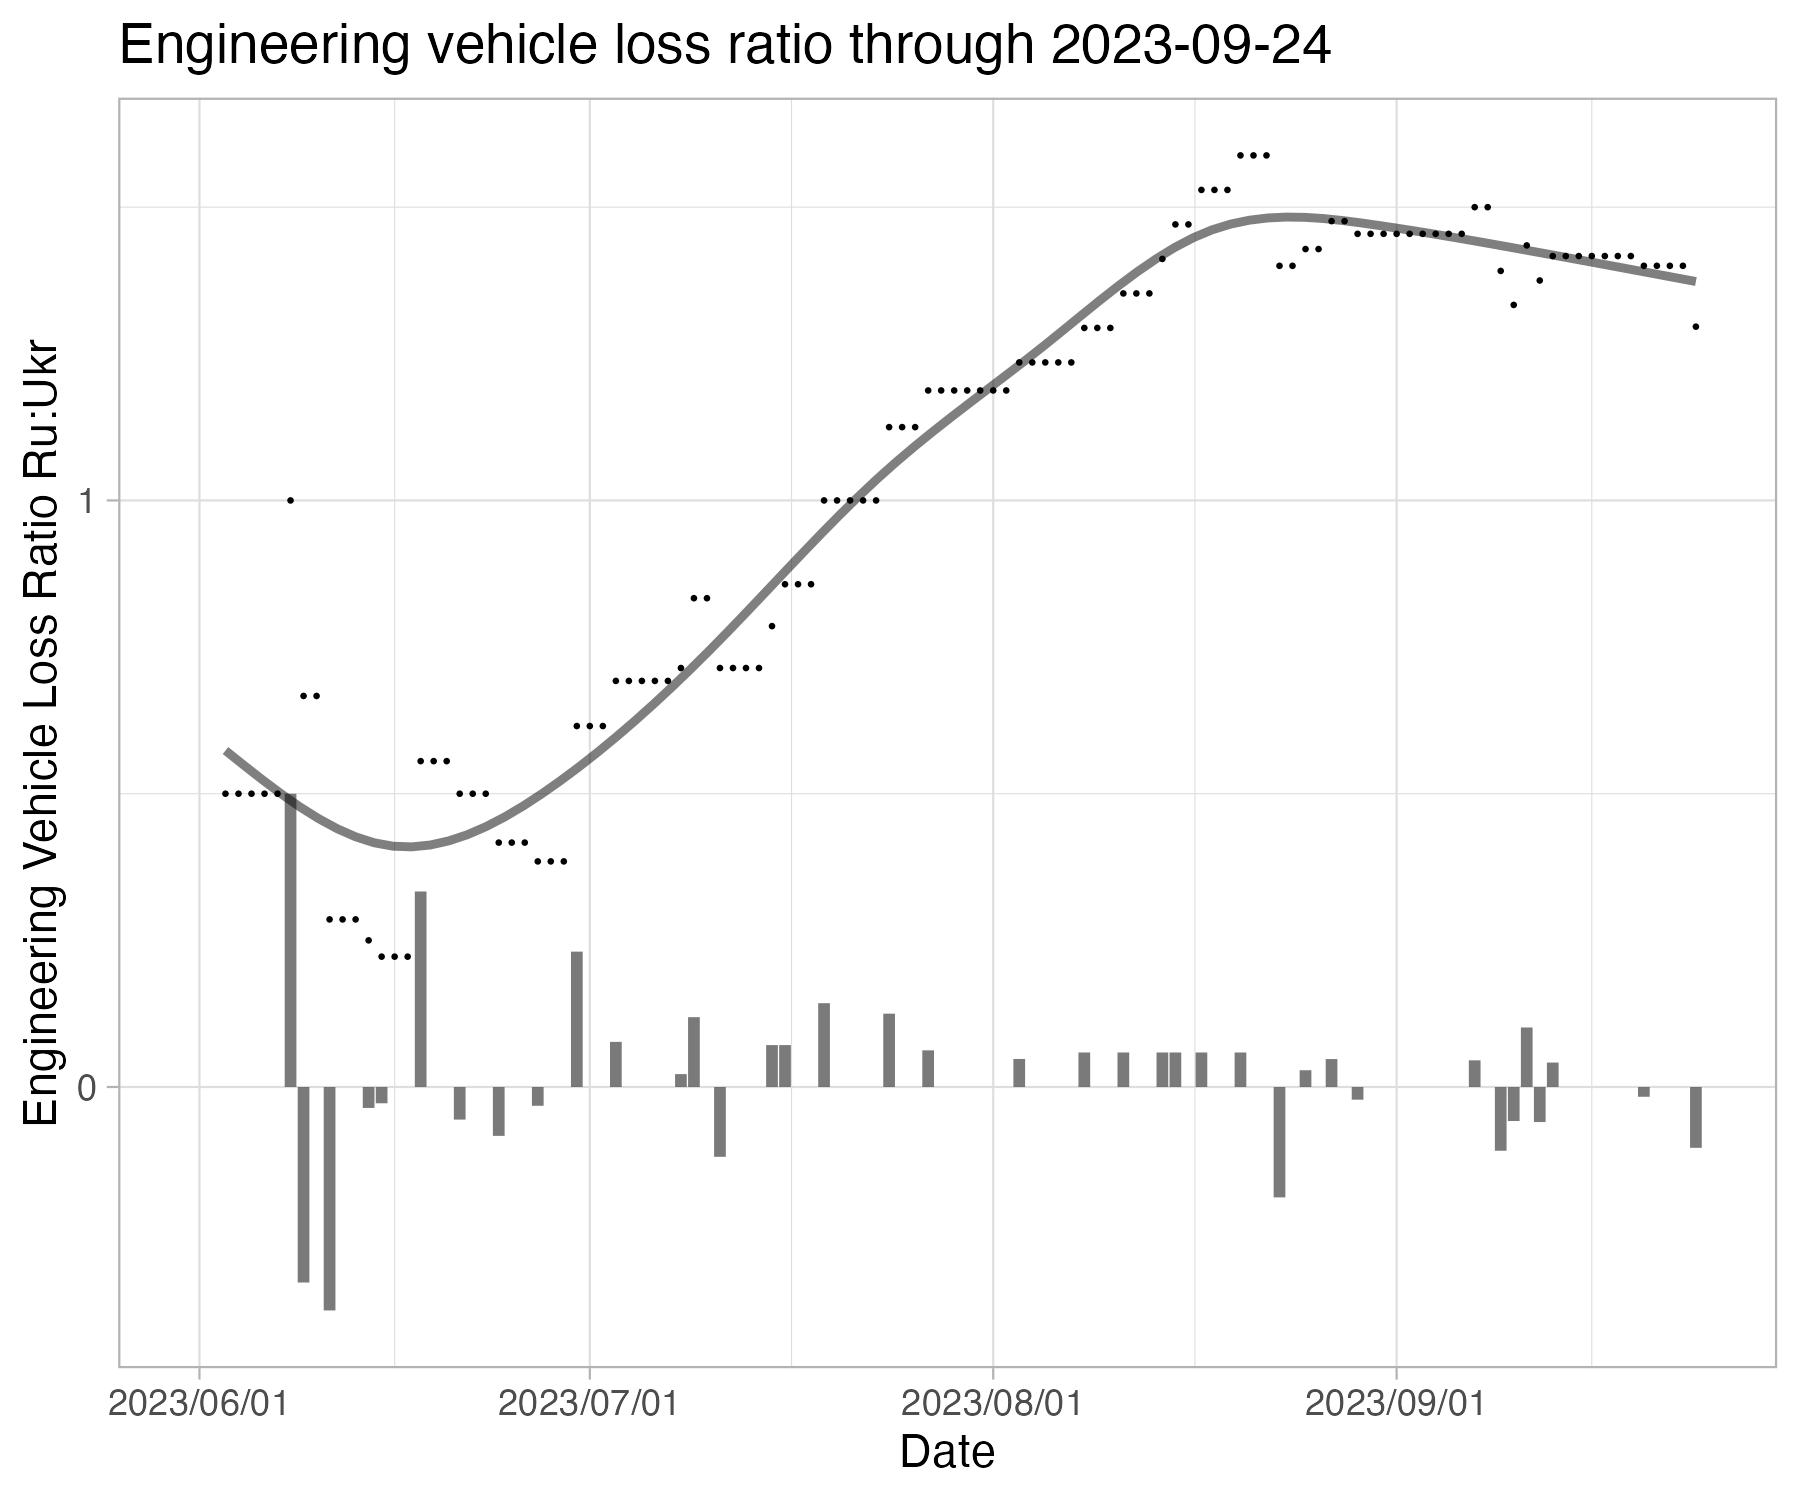 Engineering vehicle loss ratio through 2023-09-24
Engineering Vehicle Loss Ratio Ru:Ukr
1
0
2023/06/01 2023/07/01 2023/08/01 2023/09/01
Date